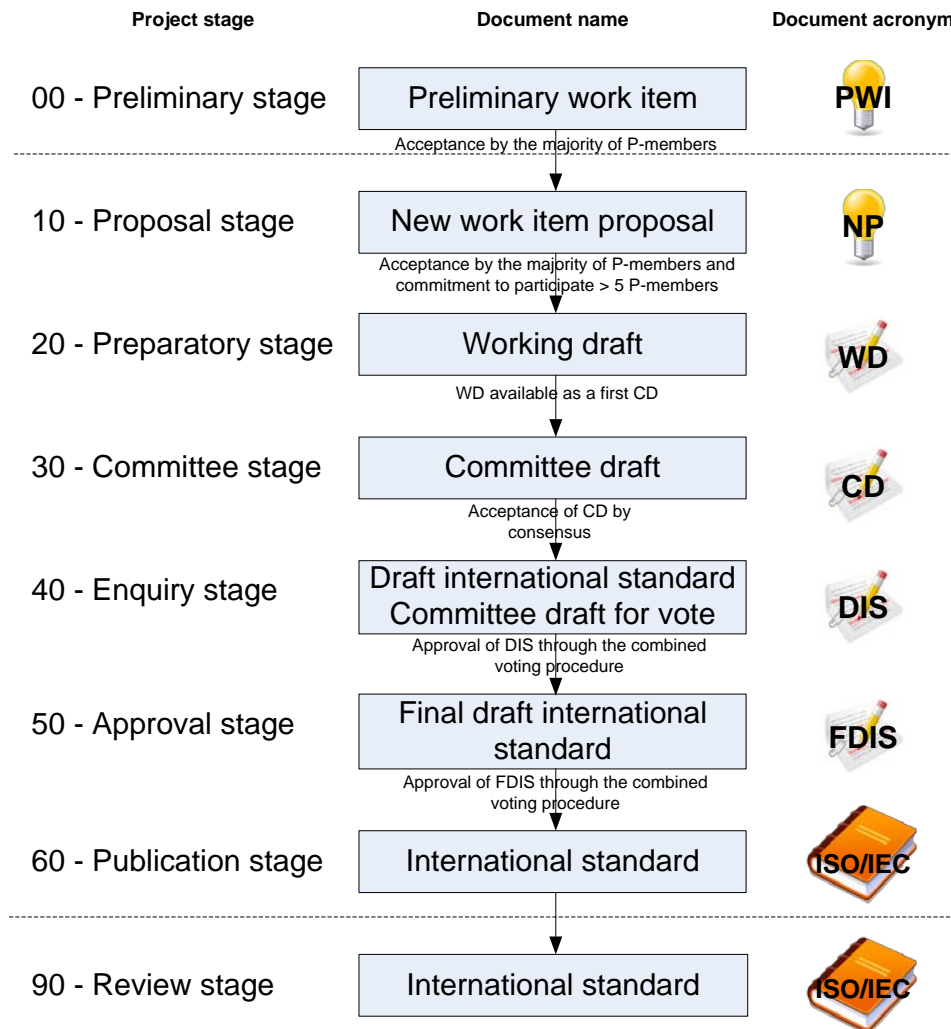 Project stage
Document name
Document acronym
00 - Preliminary stage
Preliminary work item
PWI
Acceptance by the majority of P-members
10 - Proposal stage
New work item proposal
NP
Acceptance by the majority of P-members and
commitment to participate > 5 P-members
20 - Preparatory stage
Working draft
WD
WD available as a first CD
30 - Committee stage
Committee draft
CD
Acceptance of CD by
consensus
40 - Enquiry stage
Draft international standard
Committee draft for vote
DIS
Approval of DIS through the combined
voting procedure
50 - Approval stage
Final draft international
standard
FDIS
Approval of FDIS through the combined
voting procedure
60 - Publication stage
International standard
ISO/IEC
90 - Review stage
International standard
ISO/IEC